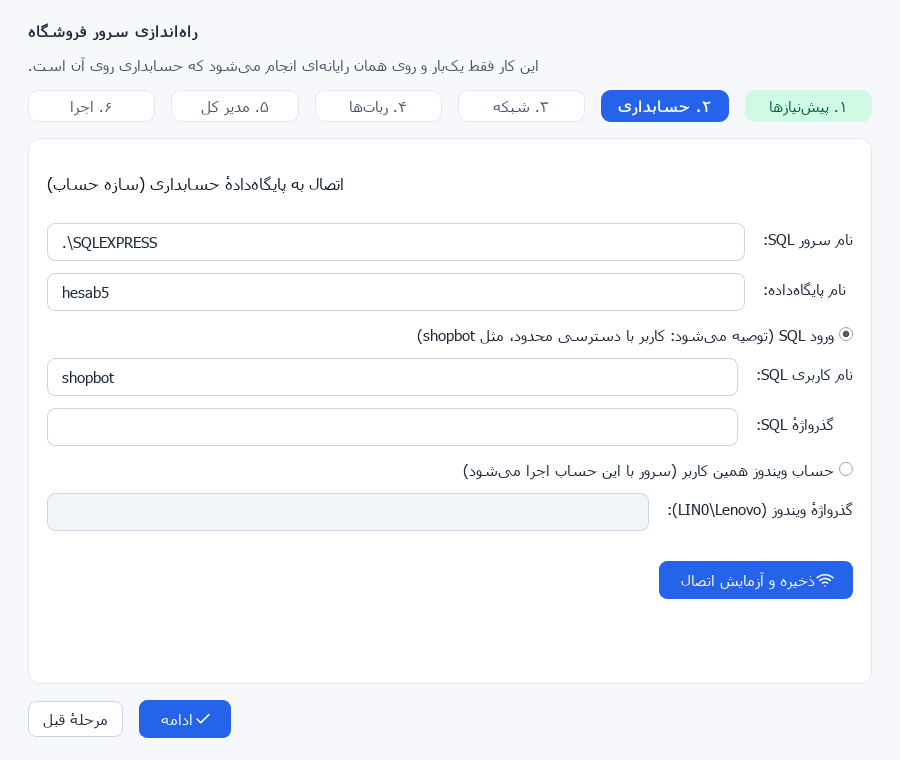 راه‌اندازی سرور فروشگاه
این کار فقط یک‌بار و روی همان رایانه‌ای انجام می‌شود که حسابداری روی آن است.
۱. پیش‌نیازها
۲. حسابداری
۳. شبکه
۴. ربات‌ها
۵. مدیر کل
۶. اجرا
اتصال به پایگاه‌دادهٔ حسابداری (سازه حساب)
نام سرور SQL:
.\SQLEXPRESS
نام پایگاه‌داده:
hesab5
ورود SQL (توصیه می‌شود: کاربر با دسترسی محدود، مثل shopbot)
نام کاربری SQL:
shopbot
گذرواژهٔ SQL:
حساب ویندوز همین کاربر (سرور با این حساب اجرا می‌شود)
گذرواژهٔ ویندوز (LIN0\Lenovo):
ذخیره و آزمایش اتصال
ادامه
مرحلهٔ قبل